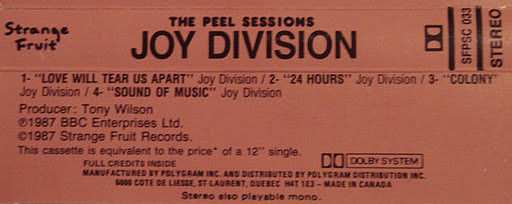 Strange
Fruit
THE PEEL SESSIONS
JOY DIVISION
SFPSC 033
STEREO
1- "LOVE WILL TEAR US APART" Joy Division / 2- "24 HOURS" Joy Division / 3- "COLONY"
Joy Division / 4- "SOUND OF MUSIC" Joy Division
Producer: Tony Wilson
℗1987 BBC Enterprises Ltd.
©1987 Strange Fruit Records.
This cassette is equivalent to the price* of a 12" single.
FULL CREDITS INSIDE
DOLBY SYSTEM
MANUFACTURED BY POLYGRAM INC. AND DISTRIBUTED BY POLYGRAM DISTRIBUTION INC.
6000 COTE DE LIESSE, ST-LAURENT, QUEBEC H4T 1E3 – MADE IN CANADA
Stereo also playable mono.